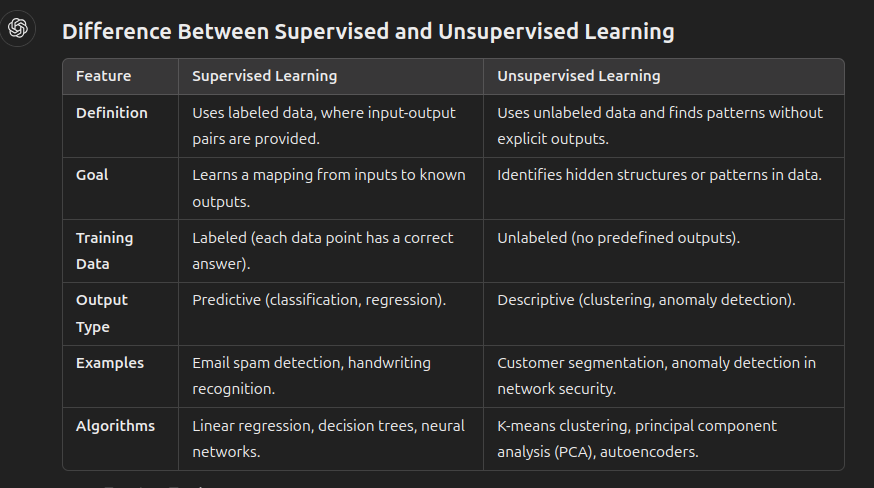 Difference Between Supervised and Unsupervised Learning
Feature Supervised Learning Unsupervised Learning
Definition Uses labeled data, where input-output Uses unlabeled data and finds patterns without
pairs are provided. explicit outputs.
Goal Learns a mapping from inputs to known Identifies hidden structures or patterns in data.
outputs.
Training Labeled (each data point has a correct Unlabeled (no predefined outputs).
Data answer).
Output Predictive (classification, regression). Descriptive (clustering, anomaly detection).
Type
Examples Email spam detection, handwriting Customer segmentation, anomaly detection in
recognition. network security.
Algorithms Linear regression, decision trees, neural K-means clustering, principal component
networks. analysis (PCA), autoencoders.